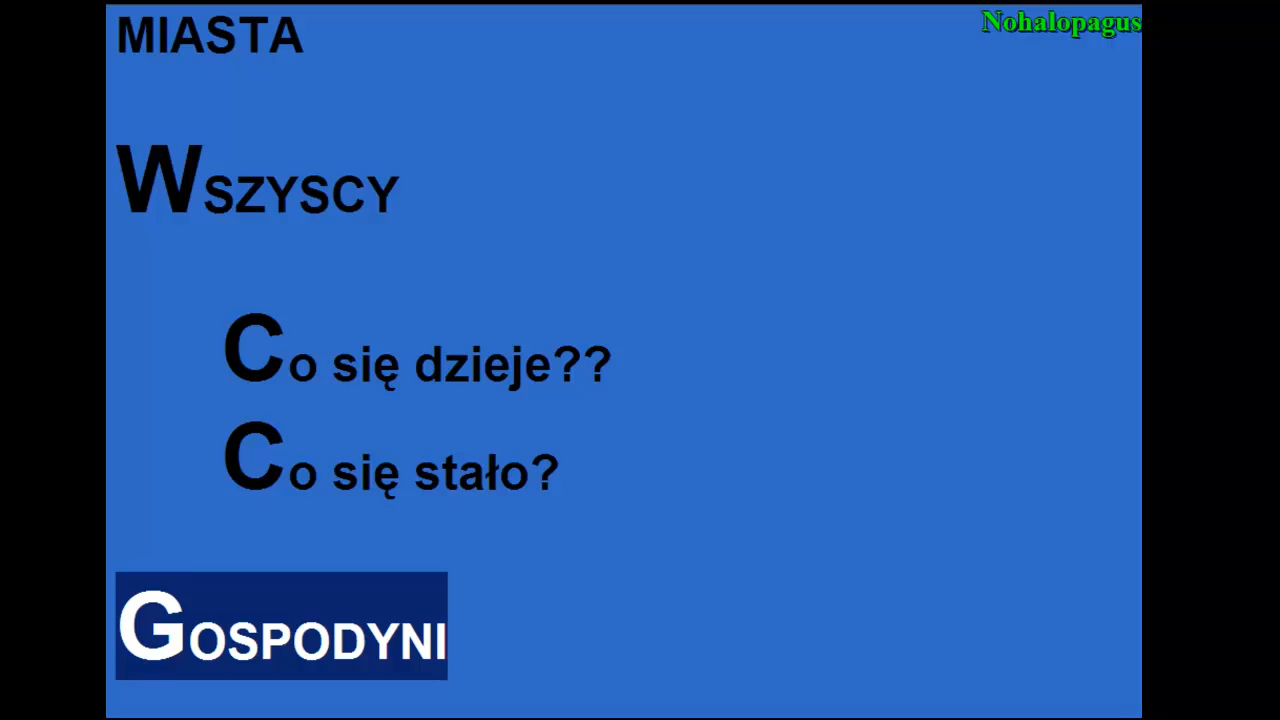 MIASTA
Nohalopagus
WSZYSCY
Co się dzieje??
Co się stało?
GOSPODYNI